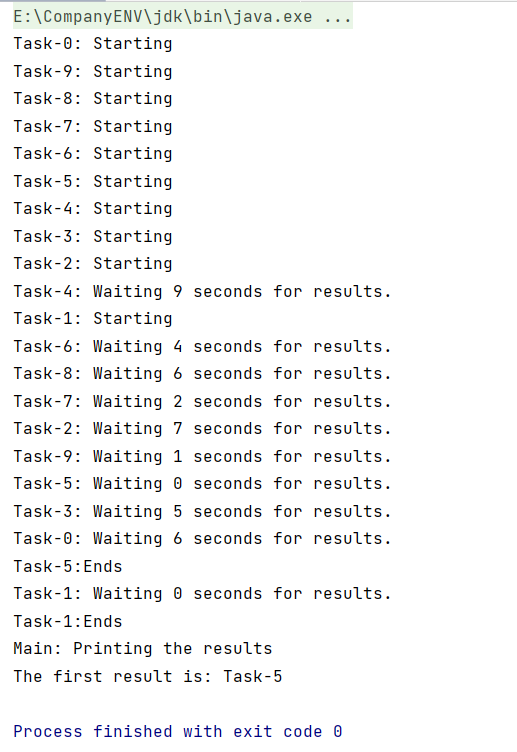 E:\CompanyENV\jdk\bin\java.exe ...
Task-0: Starting
Task-9: Starting
Task-8: Starting
Task-7: Starting
Task-6: Starting
Task-5: Starting
Task-4: Starting
Task-3: Starting
Task-2: Starting
Task-4: Waiting 9 seconds for results.
Task-1: Starting
Task-6: Waiting 4 seconds for results.
Task-8: Waiting 6 seconds for results.
Task-7: Waiting 2 seconds for results.
Task-2: Waiting 7 seconds for results.
Task-9: Waiting 1 seconds for results.
Task-5: Waiting 0 seconds for results.
Task-3: Waiting 5 seconds for results.
Task-0: Waiting 6 seconds for results.
Task-5:Ends
Task-1: Waiting 0 seconds for results.
Task-1:Ends
Main: Printing the results
The first result is: Task-5
Process finished with exit code 0